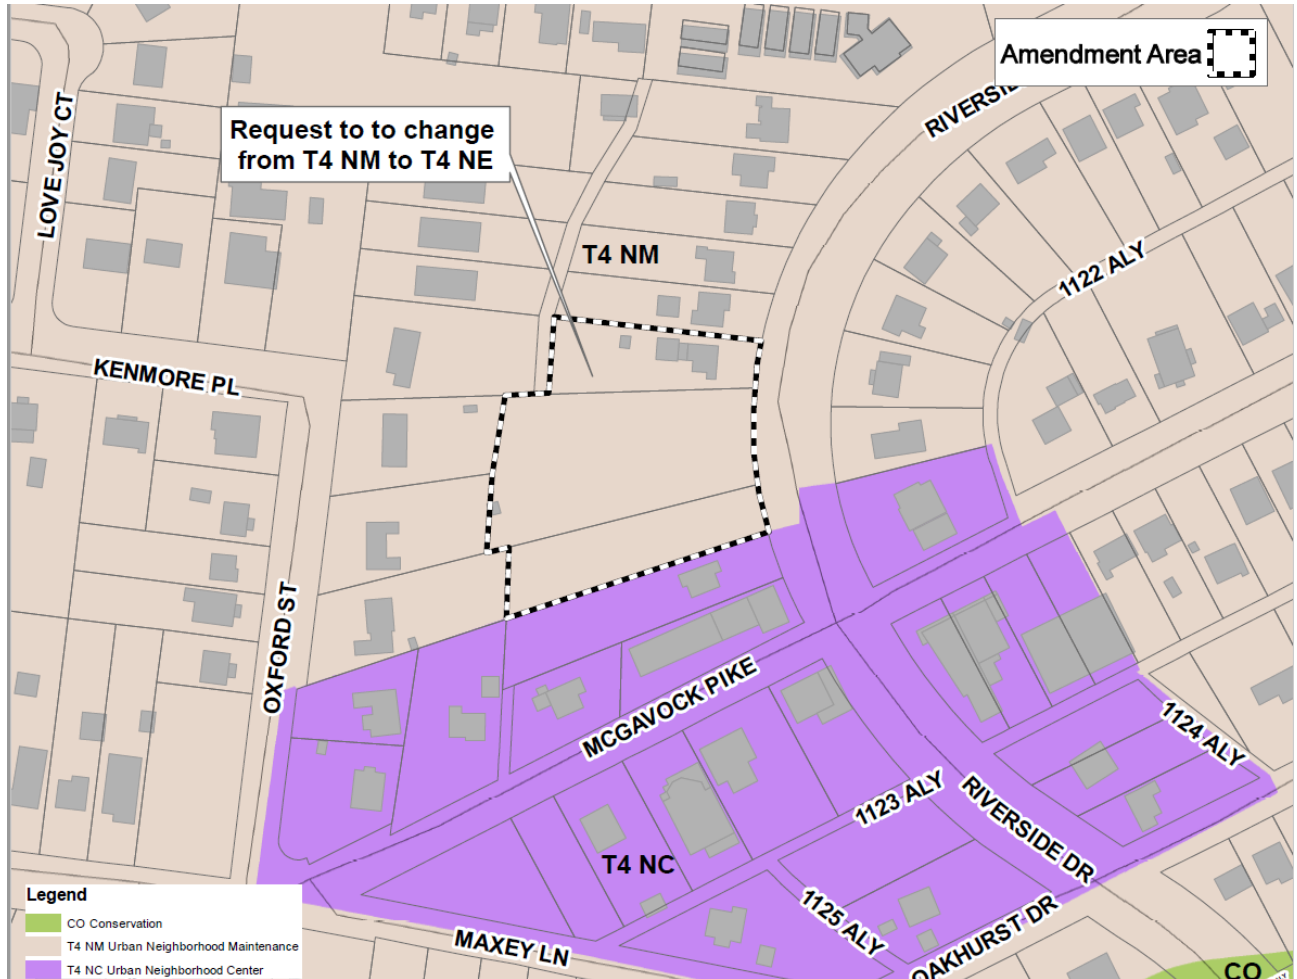 Amendment Area
RIVERSI
LOVE JOY CT
Request to to change
from T4 NM to T4 NE
T4 NM
1122 ALY
KENMORE PL
OXFORD ST
MCGAVOCK PIKE
1124 ALY
1123 ALY
RIVERSIDE DR
T4 NC
1125 ALY
OAKHURST DR
MAXEY LN
Legend
CO Conservation
T4 NM Urban Neighborhood Maintenance
T4 NC Urban Neighborhood Center
CO